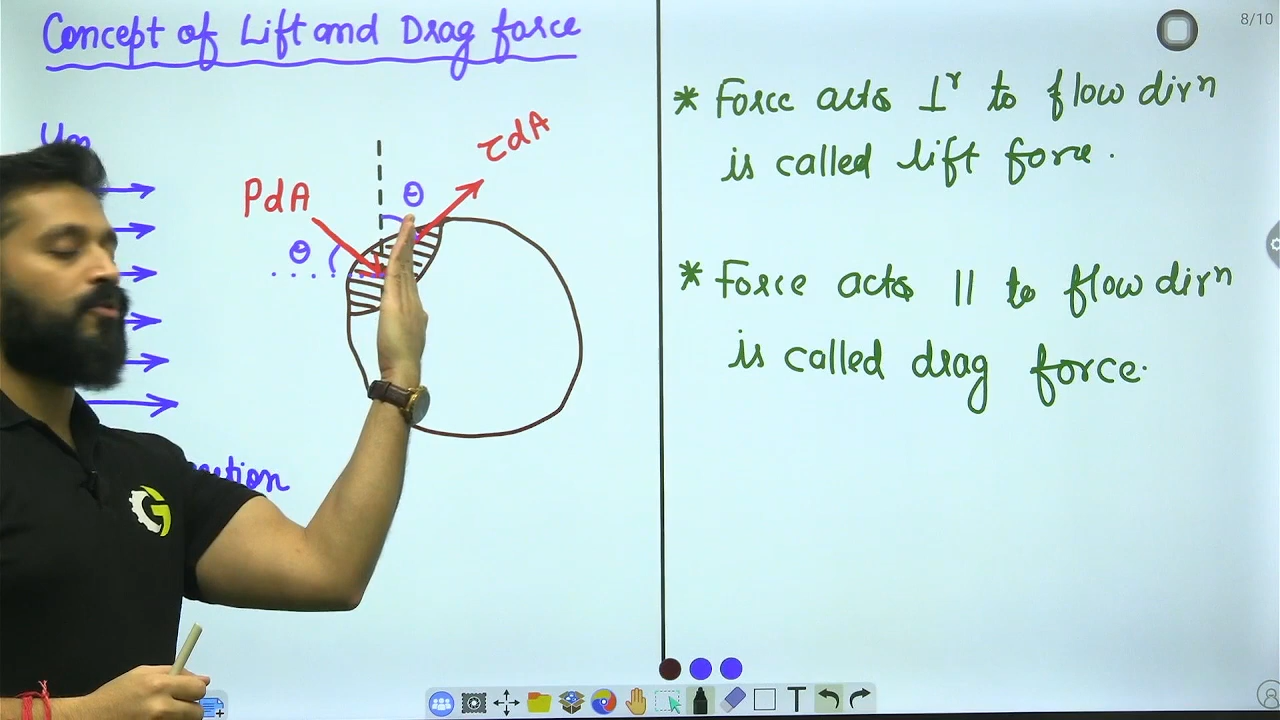 Concept of Lift and Drag force
8/10
U∞
PdA
τdA
θ
θ
* Force acts ⊥r to flow dirn
is called lift force.
* Force acts || to flow dirn
is called drag force.
G
T